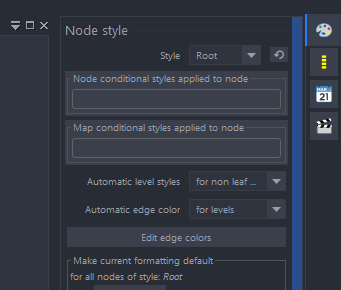 Node style
Style Root
Node conditional styles applied to node
Map conditional styles applied to node
Automatic level styles for non leaf ...
Automatic edge color for levels
Edit edge colors
Make current formatting default
for all nodes of style: Root
21